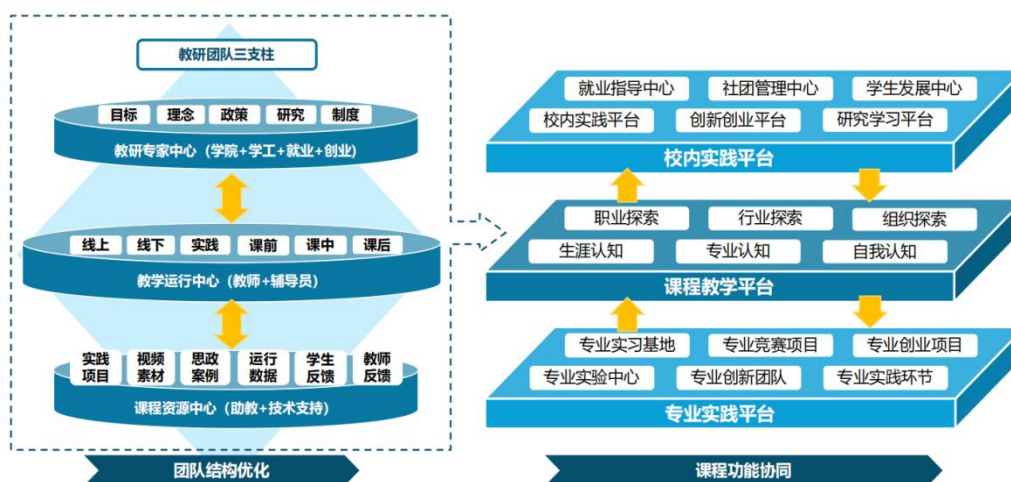 教研团队三支柱
目标 理念 政策 研究 制度
教研专家中心（学院+学工+就业+创业）
线上 线下 实践 课前 课中 课后
教学运行中心（教师+辅导员）
实践 视频 思政 运行 学生 教师
项目 素材 案例 数据 反馈 反馈
课程资源中心（助教+技术支持）
团队结构优化
就业指导中心 社团管理中心 学生发展中心
校内实践平台 创新创业平台 研究学习平台
校内实践平台
职业探索 行业探索 组织探索
生涯认知 专业认知 自我认知
课程教学平台
专业实习基地 专业竞赛项目 专业创业项目
专业实验中心 专业创新团队 专业实践环节
专业实践平台
课程功能协同